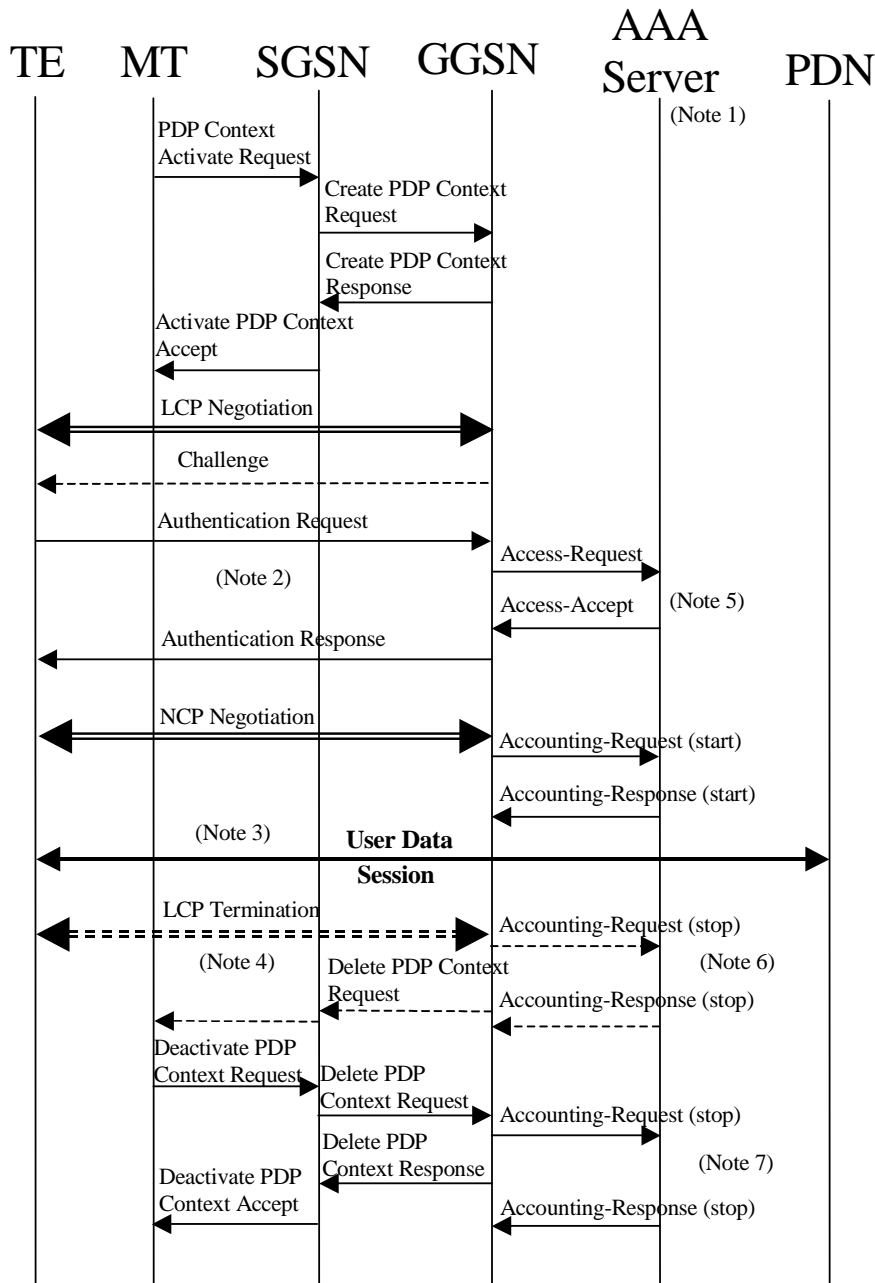 TE MT SGSN GGSN AAA Server PDN
(Note 1)
PDP Context
Activate Request
Create PDP Context
Request
Create PDP Context
Response
Activate PDP Context
Accept
LCP Negotiation
Challenge
Authentication Request
Access-Request
(Note 2)
Access-Accept
(Note 5)
Authentication Response
NCP Negotiation
Accounting-Request (start)
Accounting-Response (start)
(Note 3)
User Data
Session
LCP Termination
Accounting-Request (stop)
(Note 4)
Delete PDP Context
Request
(Note 6)
Accounting-Response (stop)
Deactivate PDP
Context Request
Delete PDP
Context Request
Accounting-Request (stop)
Delete PDP
Context Response
(Note 7)
Deactivate PDP
Context Accept
Accounting-Response (stop)